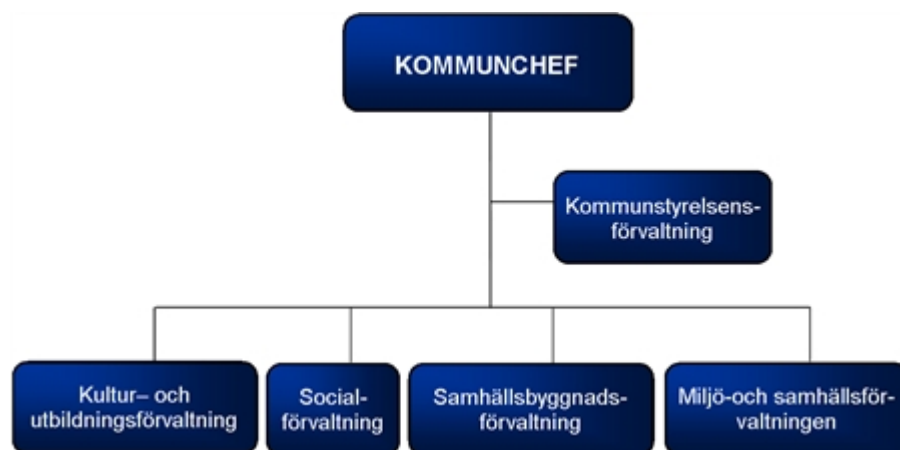 KOMMUNCHEF
Kommunstyrelsens-
förvaltning
Kultur– och
utbildningsförvaltning
Social-
förvaltning
Samhällsbyggnads-
förvaltning
Miljö-och samhällsför-
valtningen